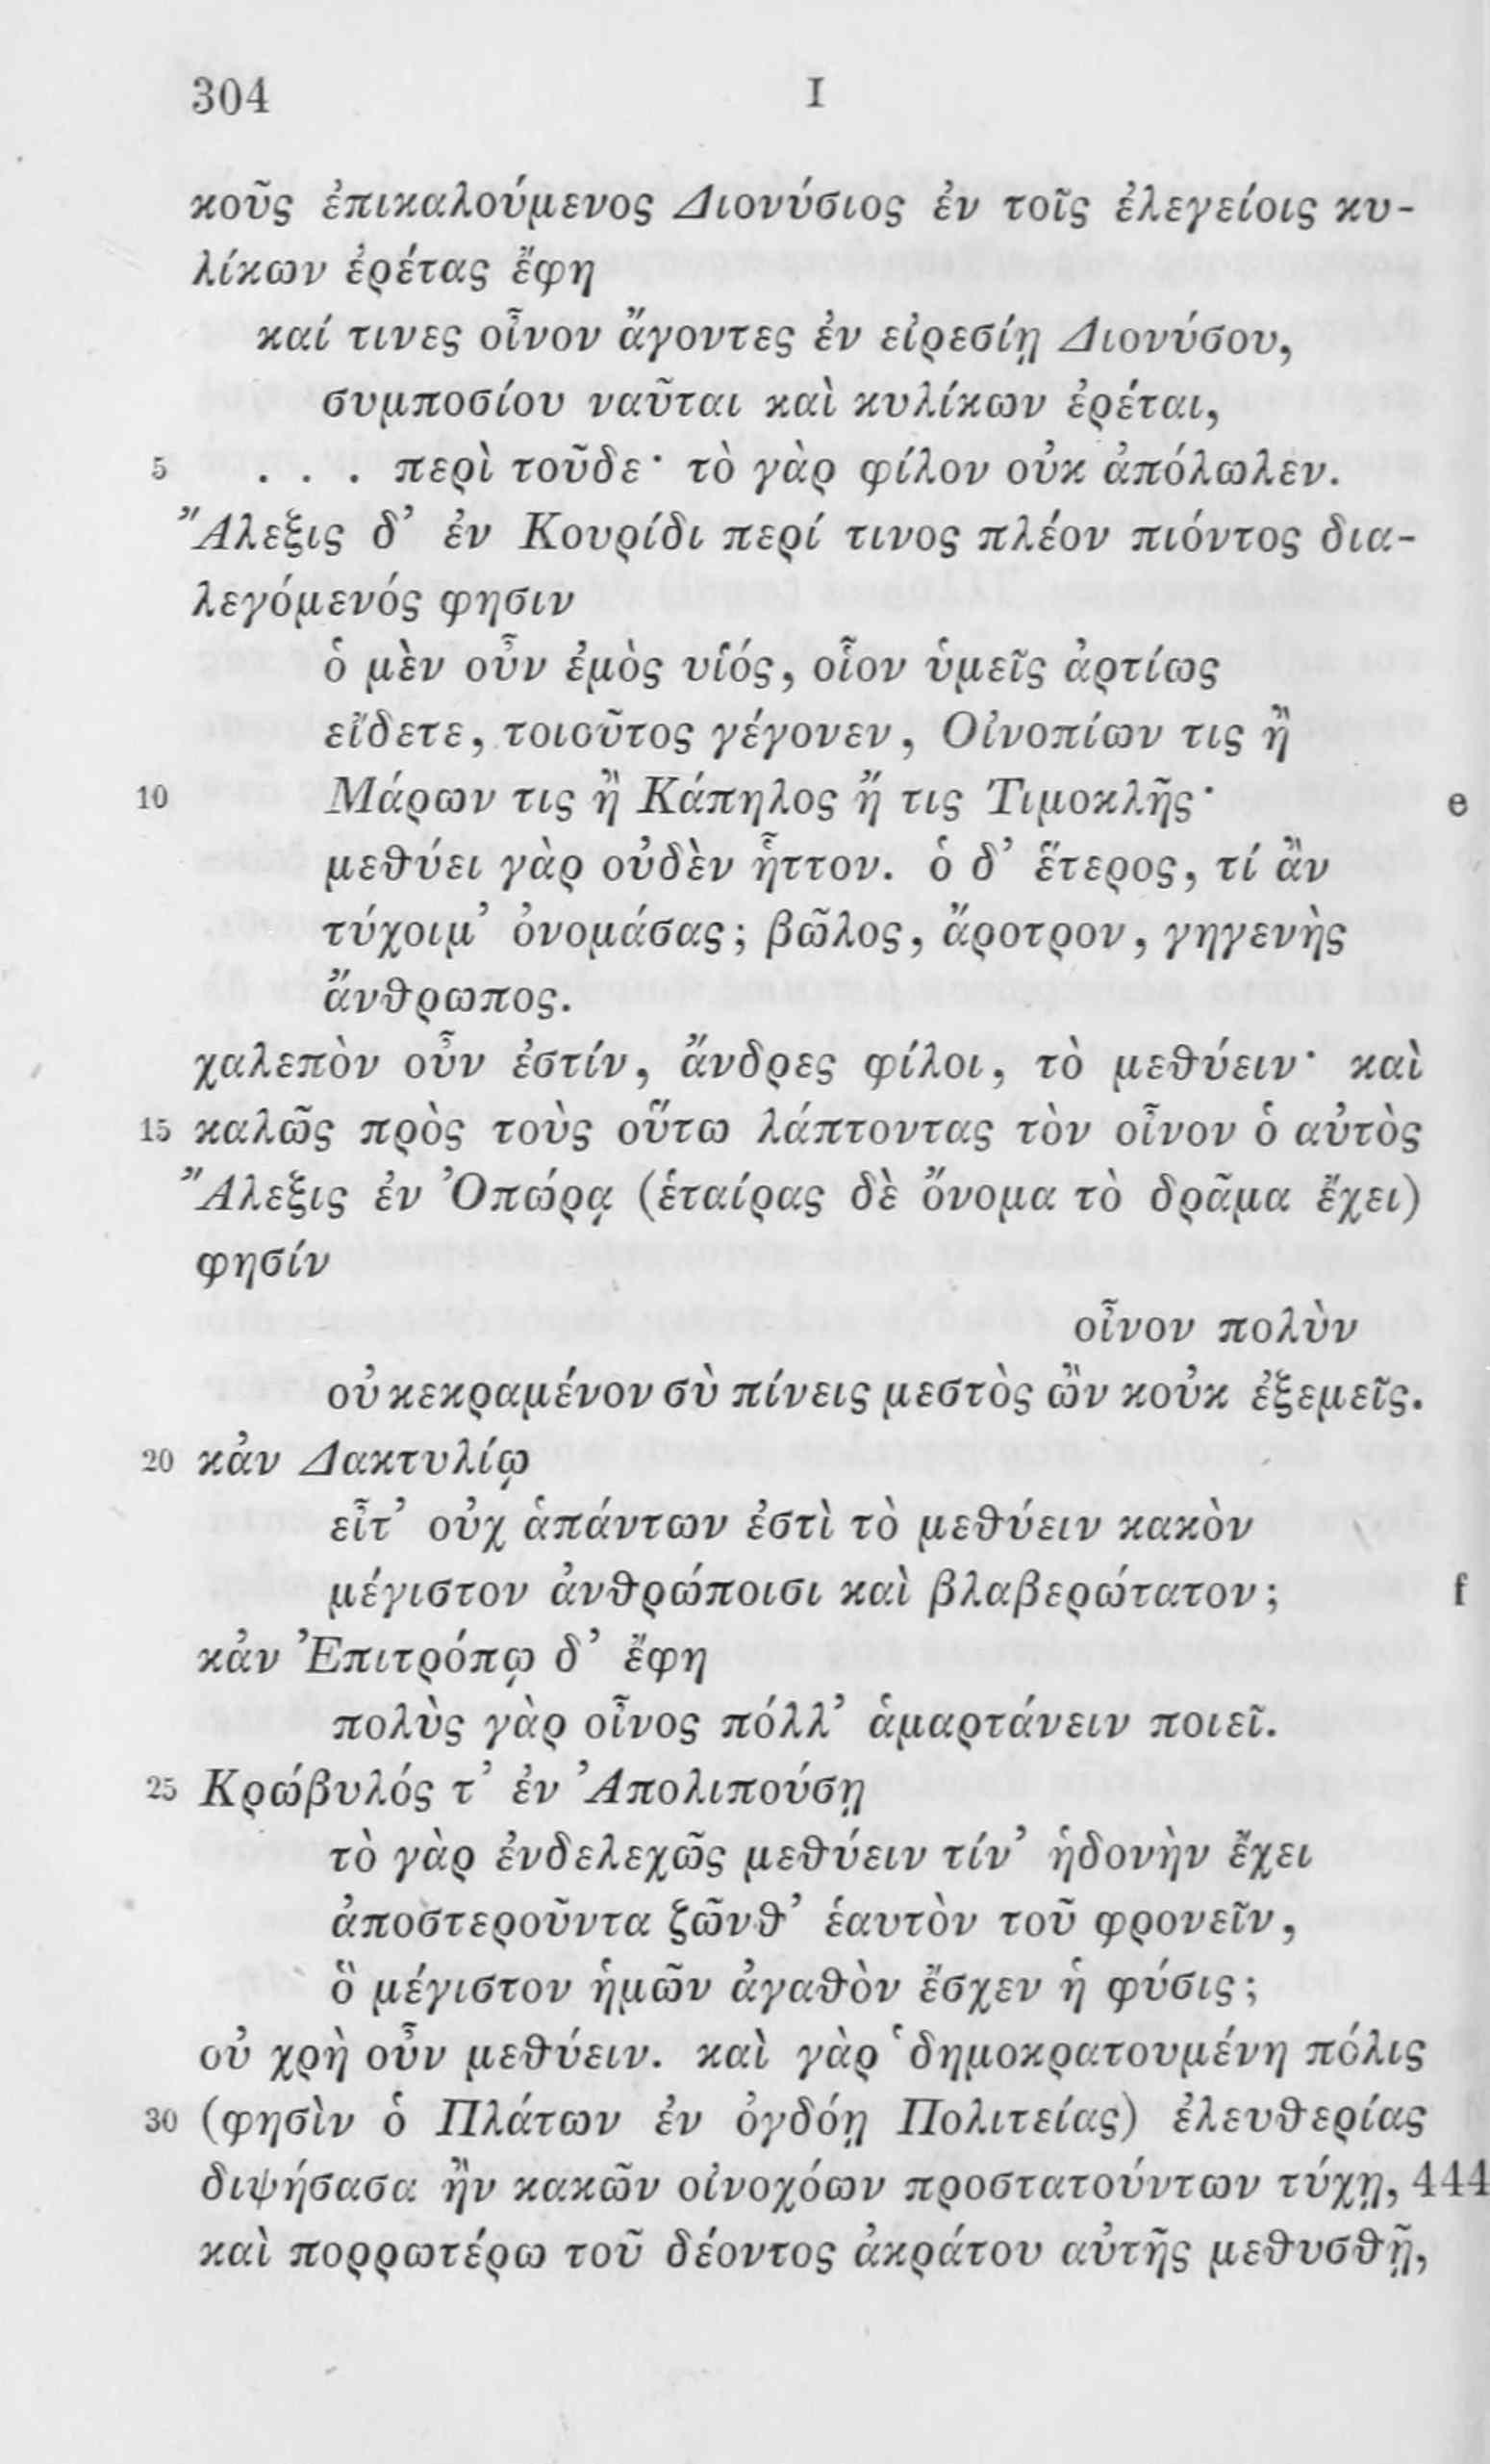 304 I
κοῦς ἐπικαλούμενος Διονύσιος ἐν τοῖς ἐλεγείοις κυ-
λίκων ἐρέτας ἔφη
καί τινες οἶνον ἄγοντες ἐν εἰρεσίῃ Διονύσου,
συμποσίου ναῦται καὶ κυλίκων ἐρέται,
5 . . . περὶ τοῦδε· τὸ γὰρ φίλον οὐκ ἀπόλωλεν.
Ἄλεξις δ’ ἐν Κουρίδι περί τινος πλέον πιόντος δια-
λεγόμενός φησιν
ὁ μὲν οὖν ἐμὸς υἱός, οἷον ὑμεῖς ἀρτίως
εἴδετε, τοιοῦτος γέγονεν, Οἰνοπίων τις ἢ
10 Μάρων τις ἢ Κάπηλος ἤ τις Τιμοκλῆς· e
μεθύει γὰρ οὐδὲν ἧττον. ὁ δ’ ἕτερος, τί ἂν
τύχοιμ’ ὀνομάσας; βῶλος, ἄροτρον, γηγενὴς
ἄνθρωπος.
χαλεπὸν οὖν ἐστίν, ἄνδρες φίλοι, τὸ μεθύειν· καὶ
15 καλῶς πρὸς τοὺς οὕτω λάπτοντας τὸν οἶνον ὁ αὐτὸς
Ἄλεξις ἐν Ὀπώρᾳ (ἑταίρας δὲ ὄνομα τὸ δρᾶμα ἔχει)
φησίν
οἶνον πολὺν
οὐ κεκραμένον σὺ πίνεις μεστὸς ὢν κοὐκ ἐξεμεῖς.
20 κἀν Δακτυλίῳ
εἶτ’ οὐχ ἁπάντων ἐστὶ τὸ μεθύειν κακὸν
μέγιστον ἀνθρώποισι καὶ βλαβερώτατον; f
κἀν Ἐπιτρόπῳ δ’ ἔφη
πολὺς γὰρ οἶνος πόλλ’ ἁμαρτάνειν ποιεῖ.
25 Κρώβυλός τ’ ἐν Ἀπολιπούσῃ
τὸ γὰρ ἐνδελεχῶς μεθύειν τίν’ ἡδονὴν ἔχει
ἀποστεροῦντα ζῶνθ’ ἑαυτὸν τοῦ φρονεῖν,
ὃ μέγιστον ἡμῶν ἀγαθὸν ἔσχεν ἡ φύσις;
οὐ χρὴ οὖν μεθύειν. καὶ γὰρ ‘δημοκρατουμένη πόλις
30 (φησὶν ὁ Πλάτων ἐν ὀγδόῃ Πολιτείας) ἐλευθερίας
διψήσασα ἢν κακῶν οἰνοχόων προστατούντων τύχῃ, 444
καὶ πορρωτέρω τοῦ δέοντος ἀκράτου αὐτῆς μεθυσθῇ,